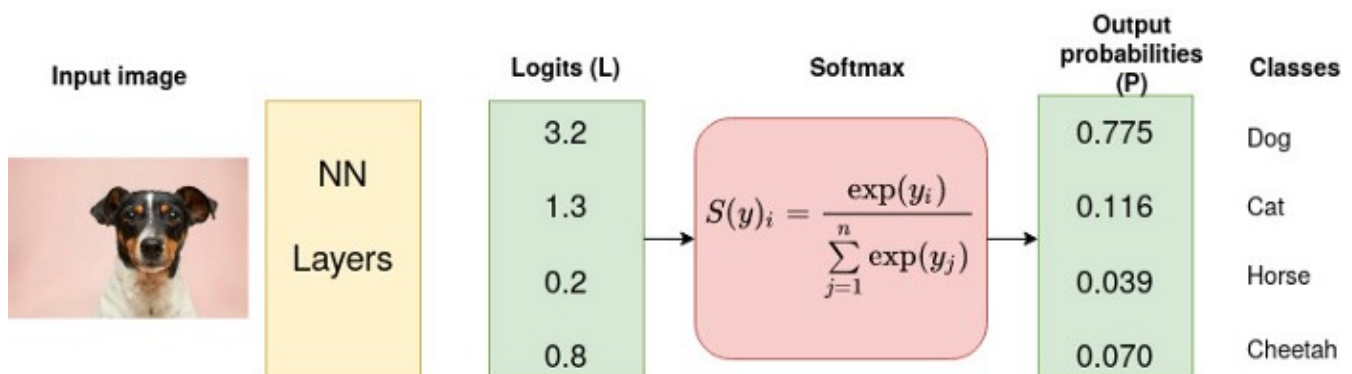 Input image
NN
Layers
Logits (L)
3.2
1.3
0.2
0.8
Softmax
S(y)_i = exp(y_i) / \sum_{j=1}^{n} exp(y_j)
Output
probabilities
(P)
0.775
0.116
0.039
0.070
Classes
Dog
Cat
Horse
Cheetah